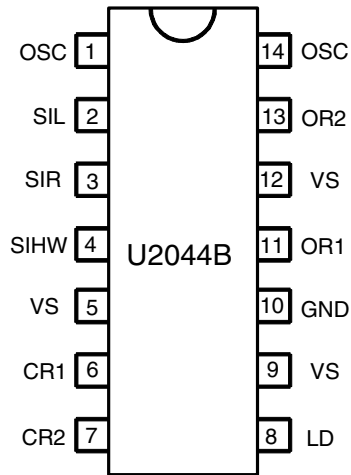 OSC 1 14 OSC
SIL 2 13 OR2
SIR 3 12 VS
SIHW 4 11 OR1
U2044B
VS 5 10 GND
CR1 6 9 VS
CR2 7 8 LD